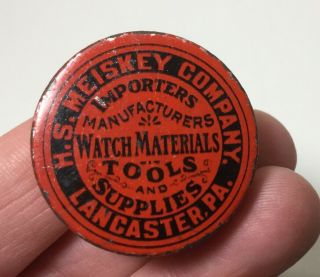 H.S. MEISKEY COMPANY.
IMPORTERS
MANUFACTURERS
WATCH MATERIALS
TOOLS
AND
SUPPLIES
LANCASTER, PA.